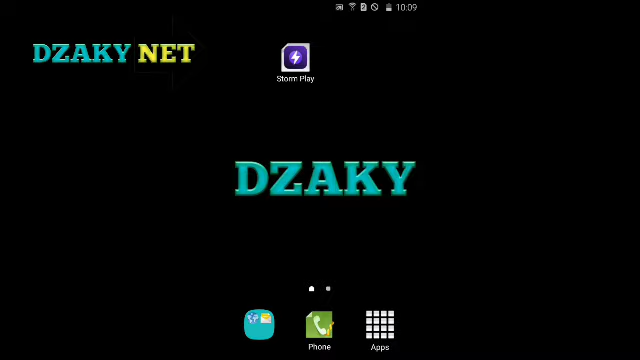 10:09
DZAKY NET
Storm Play
DZAKY
Phone
Apps